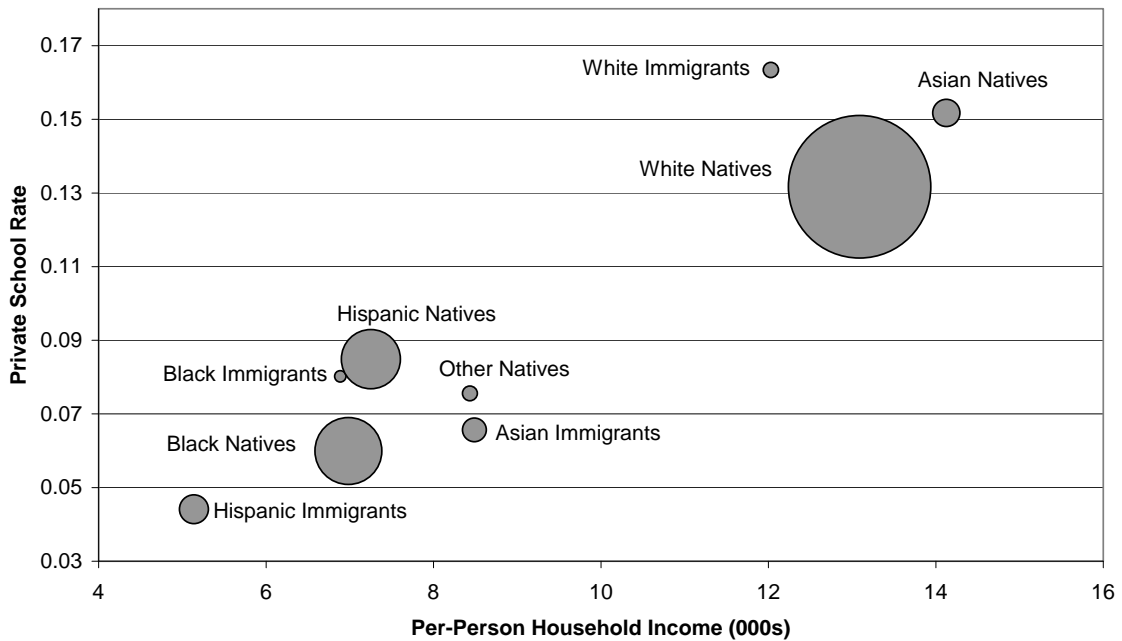 0.17
0.15
0.13
0.11
0.09
0.07
0.05
0.03
Private School Rate
White Immigrants
Asian Natives
White Natives
Hispanic Natives
Black Immigrants
Other Natives
Black Natives
Asian Immigrants
Hispanic Immigrants
4 6 8 10 12 14 16
Per-Person Household Income (000s)